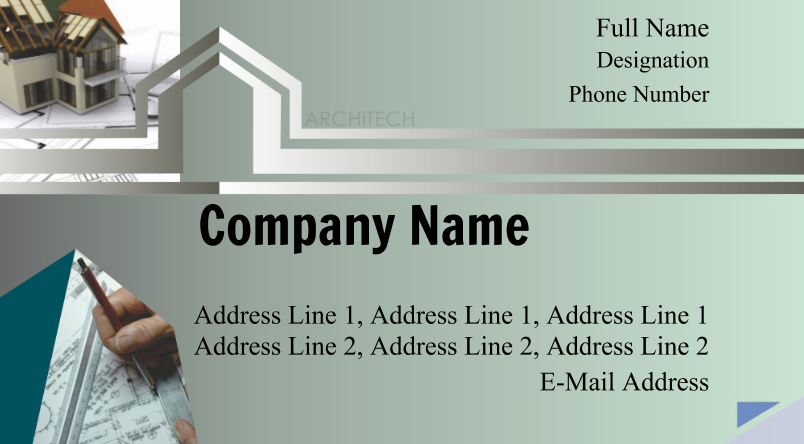 Full Name
Designation
Phone Number
ARCHITECH
Company Name
Address Line 1, Address Line 1, Address Line 1
Address Line 2, Address Line 2, Address Line 2
E-Mail Address